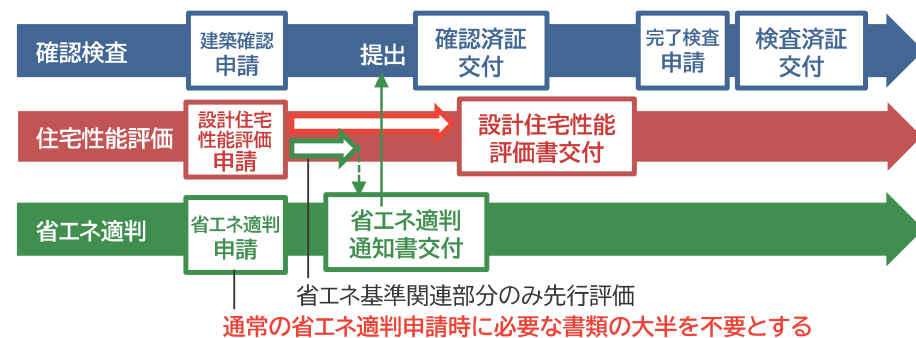 確認検査
建築確認
申請
提出
確認済証
交付
完了検査
申請
検査済証
交付
住宅性能評価
設計住宅
性能評価
申請
設計住宅性能
評価書交付
省エネ適判
省エネ適判
申請
省エネ適判
通知書交付
省エネ基準関連部分のみ先行評価
通常の省エネ適判申請時に必要な書類の大半を不要とする